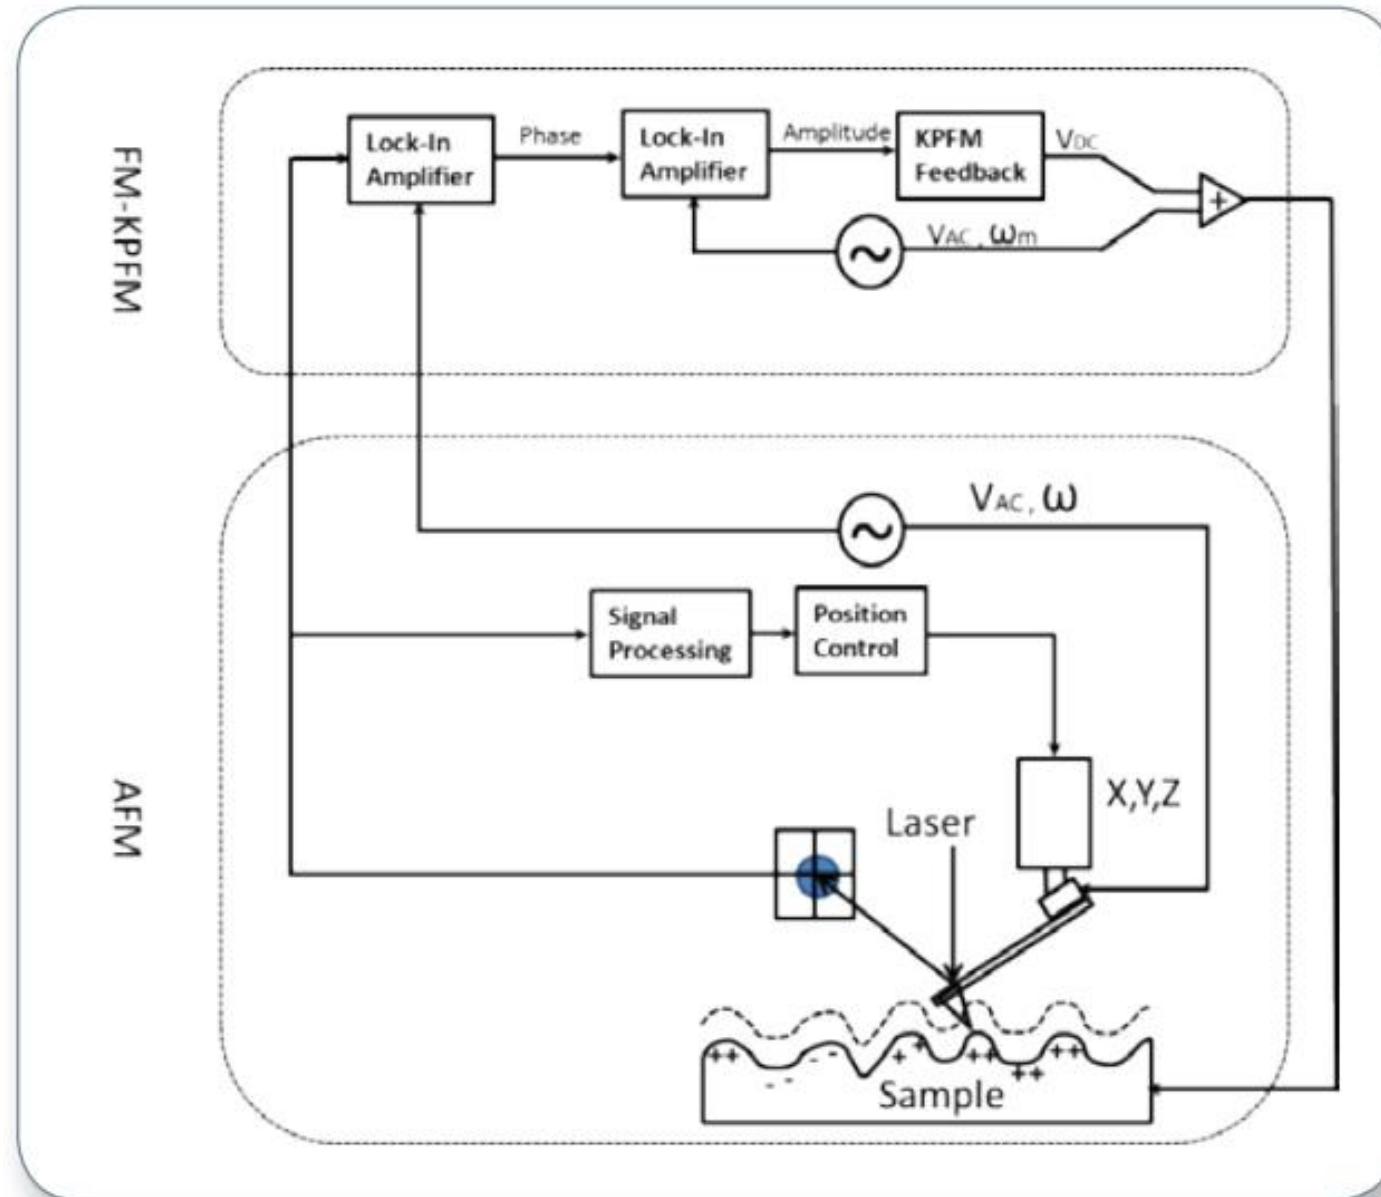 FM-KPFM
Lock-In
Amplifier
Phase
Lock-In
Amplifier
Amplitude
KPFM
Feedback
VDC
+
VAC, ωm
~
AFM
VAC, ω
~
Signal
Processing
Position
Control
X,Y,Z
Laser
++
- -
- -
+ +
++
++
++
Sample